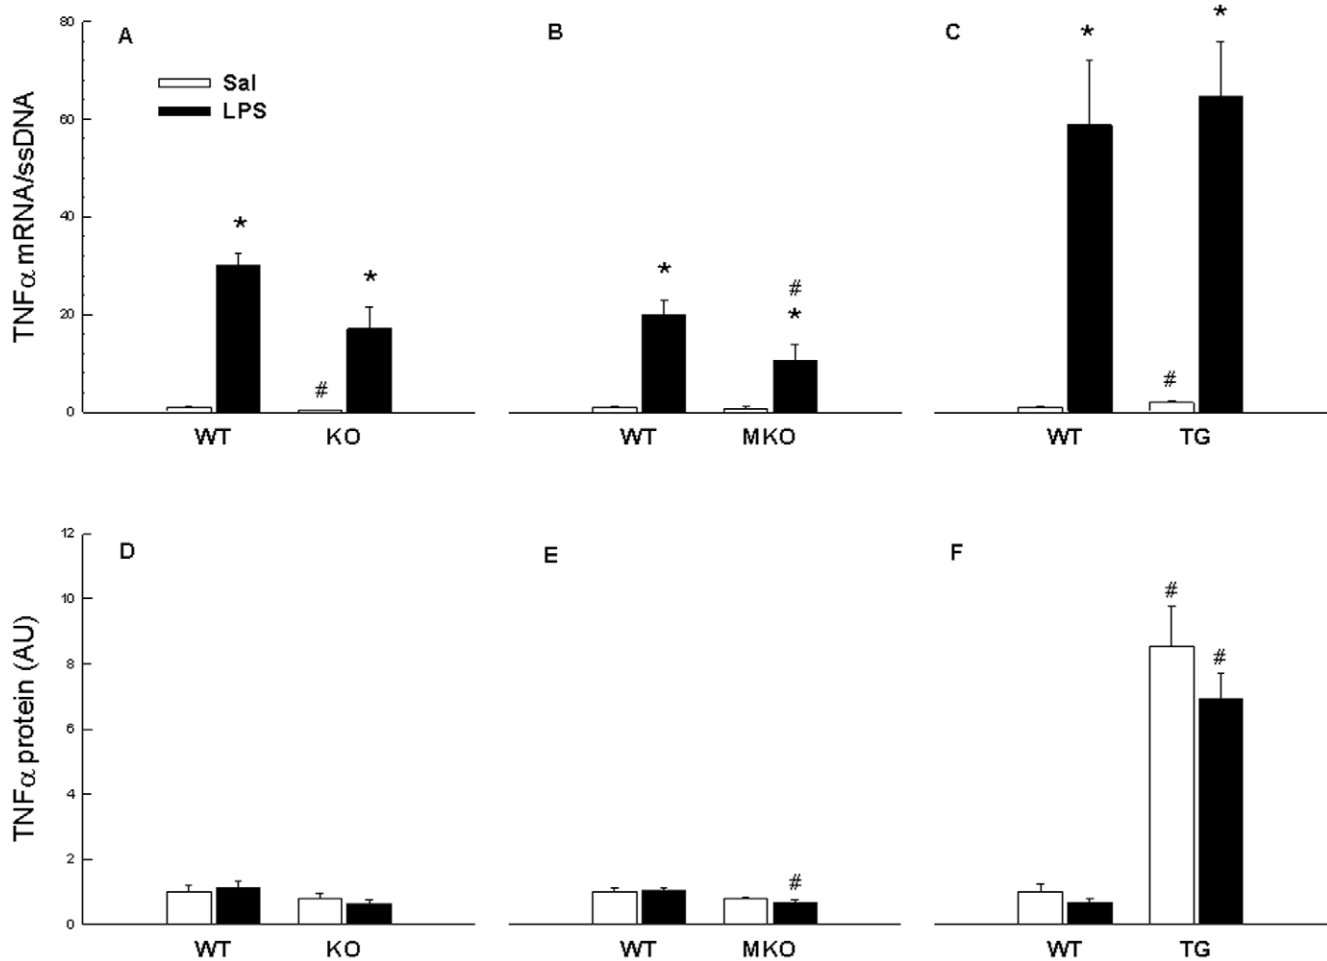 80
60
40
20
0
TNFα mRNA/ssDNA
A
Sal
LPS
*
*
#
WT KO
B
*
#
*
WT MKO
C
*
*
#
WT TG
12
10
8
6
4
2
0
TNFα protein (AU)
D
WT KO
E
#
WT MKO
F
#
#
WT TG